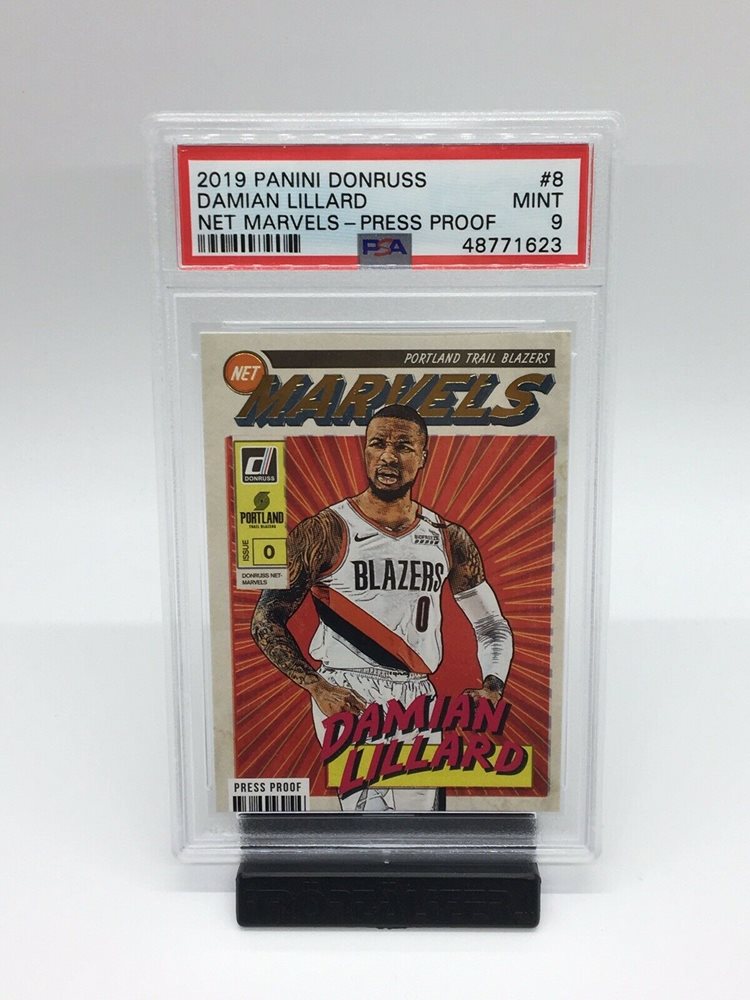 2019 PANINI DONRUSS #8
DAMIAN LILLARD MINT
NET MARVELS – PRESS PROOF 9
PSA 48771623
PORTLAND TRAIL BLAZERS
NET
MARVELS
d
DONRUSS
PORTLAND
TRAIL BLAZERS
ISSUE 0
DONRUSS NET-
MARVELS
BIOFREEZE
BLAZERS
0
DAMIAN
LILLARD
PRESS PROOF